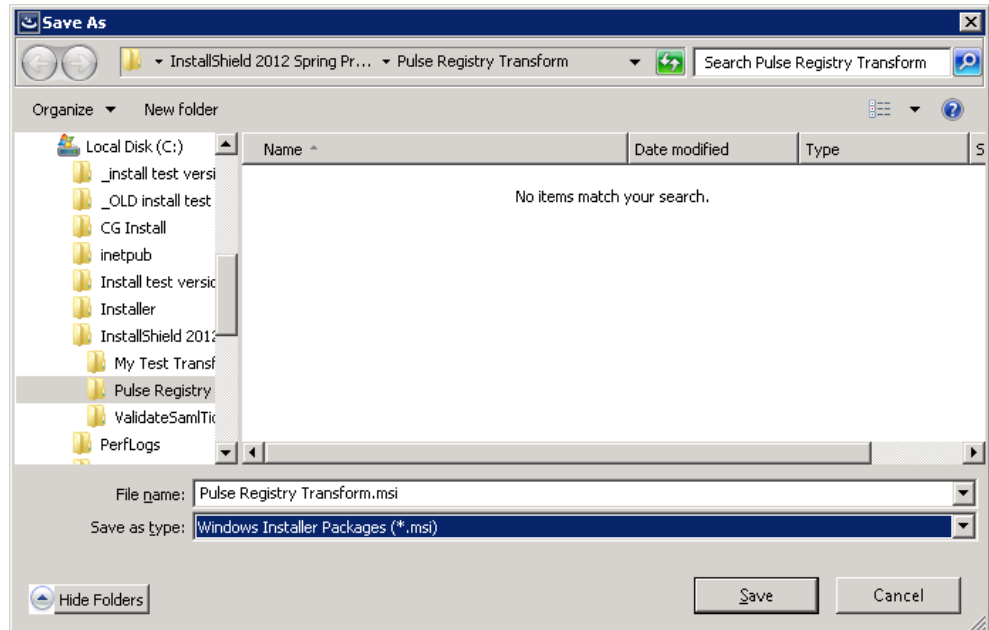 Save As
InstallShield 2012 Spring Pr... Pulse Registry Transform
Search Pulse Registry Transform
Organize New folder
Local Disk (C:)
_install test versi
_OLD install test
CG Install
inetpub
Install test versio
Installer
InstallShield 2012
My Test Transf
Pulse Registry
ValidateSamlTic
PerfLogs
Name Date modified Type S
No items match your search.
File name: Pulse Registry Transform.msi
Save as type: Windows Installer Packages (*.msi)
Hide Folders
Save Cancel